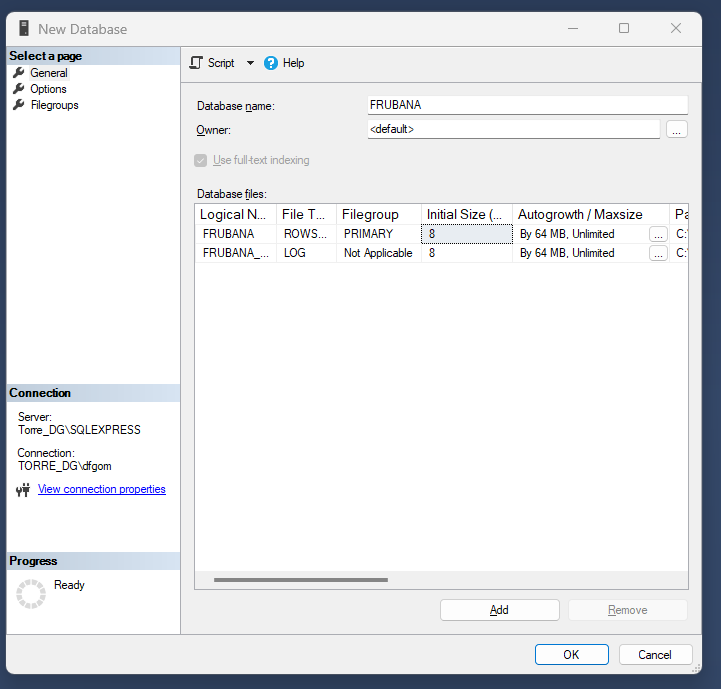 New Database
Select a page
General
Options
Filegroups
Script
Help
Database name: FRUBANA
Owner: <default> ...
Use full-text indexing
Database files:
Logical N... File T... Filegroup Initial Size (... Autogrowth / Maxsize Pa
FRUBANA ROWS... PRIMARY 8 By 64 MB, Unlimited ... C:\
FRUBANA_... LOG Not Applicable 8 By 64 MB, Unlimited ... C:\
Connection
Server:
Torre_DG\SQLEXPRESS
Connection:
TORRE_DG\dfgom
View connection properties
Progress
Ready
Add Remove
OK Cancel